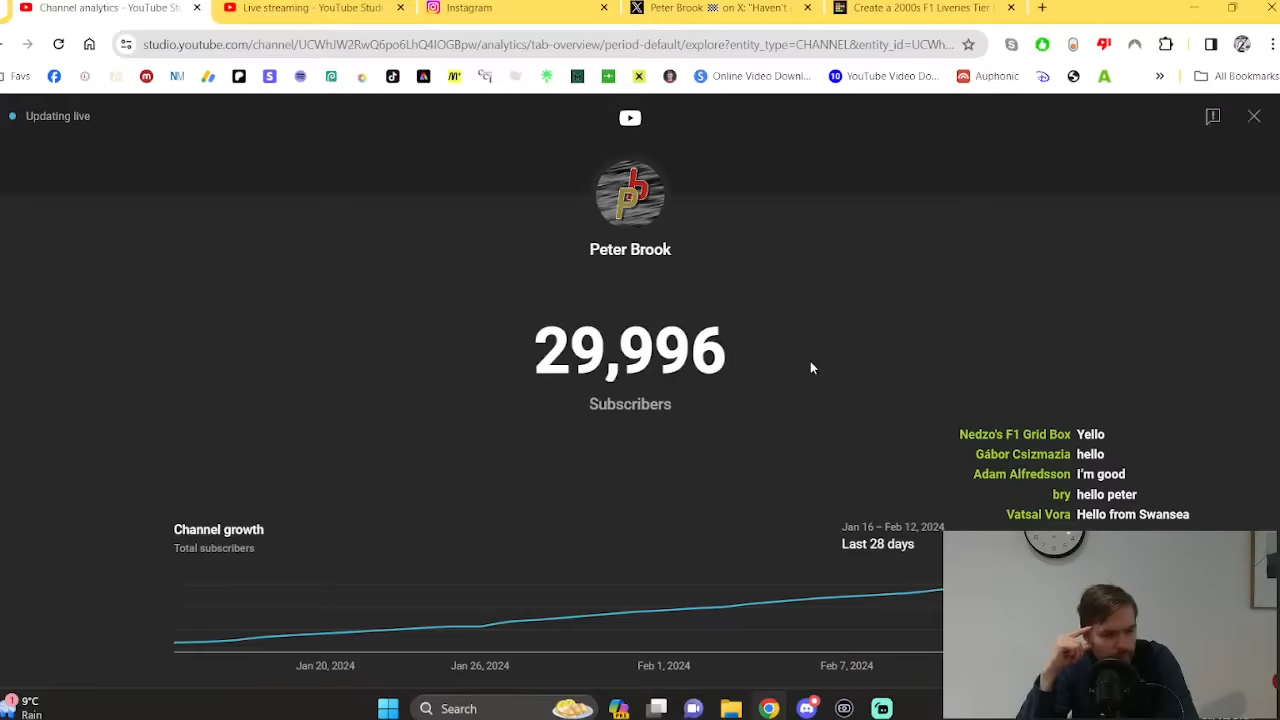 Channel analytics - YouTube St
Live streaming - YouTube Stud
Instagram
Peter Brook on X: "Haven't a
Create a 2000s F1 Liveries Tier
studio.youtube.com/channel/UCWhJW2RwQ6pc8LhQ4IOGBpw/analytics/tab-overview/period-default/explore?entity_type=CHANNEL&entity_id=UCWh...
Favs
Online Video Downl...
YouTube Video Do...
Auphonic
All Bookmarks
Updating live
Peter Brook
29,996
Subscribers
Nedzo's F1 Grid Box Yello
Gábor Csizmazia hello
Adam Alfredsson I'm good
bry hello peter
Vatsal Vora Hello from Swansea
Channel growth
Total subscribers
Jan 16 – Feb 12, 2024
Last 28 days
Jan 20, 2024
Jan 26, 2024
Feb 1, 2024
Feb 7, 2024
1
9°C
Rain
Search